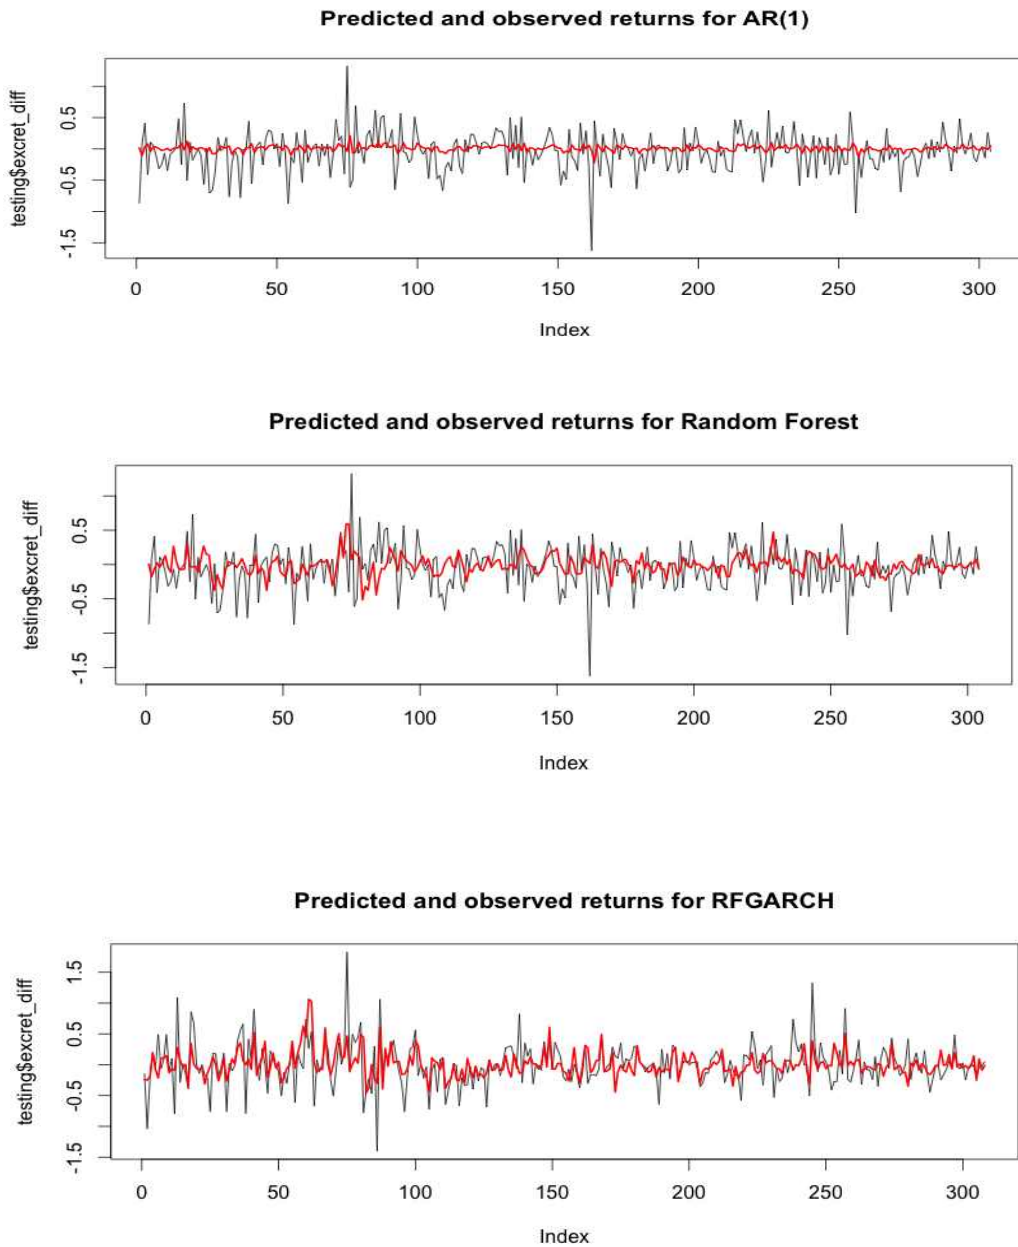 Predicted and observed returns for AR(1)
testing$excret_diff
0.5
-0.5
-1.5
0 50 100 150 200 250 300
Index
Predicted and observed returns for Random Forest
testing$excret_diff
0.5
-0.5
-1.5
0 50 100 150 200 250 300
Index
Predicted and observed returns for RFGARCH
testing$excret_diff
1.5
0.5
-0.5
-1.5
0 50 100 150 200 250 300
Index